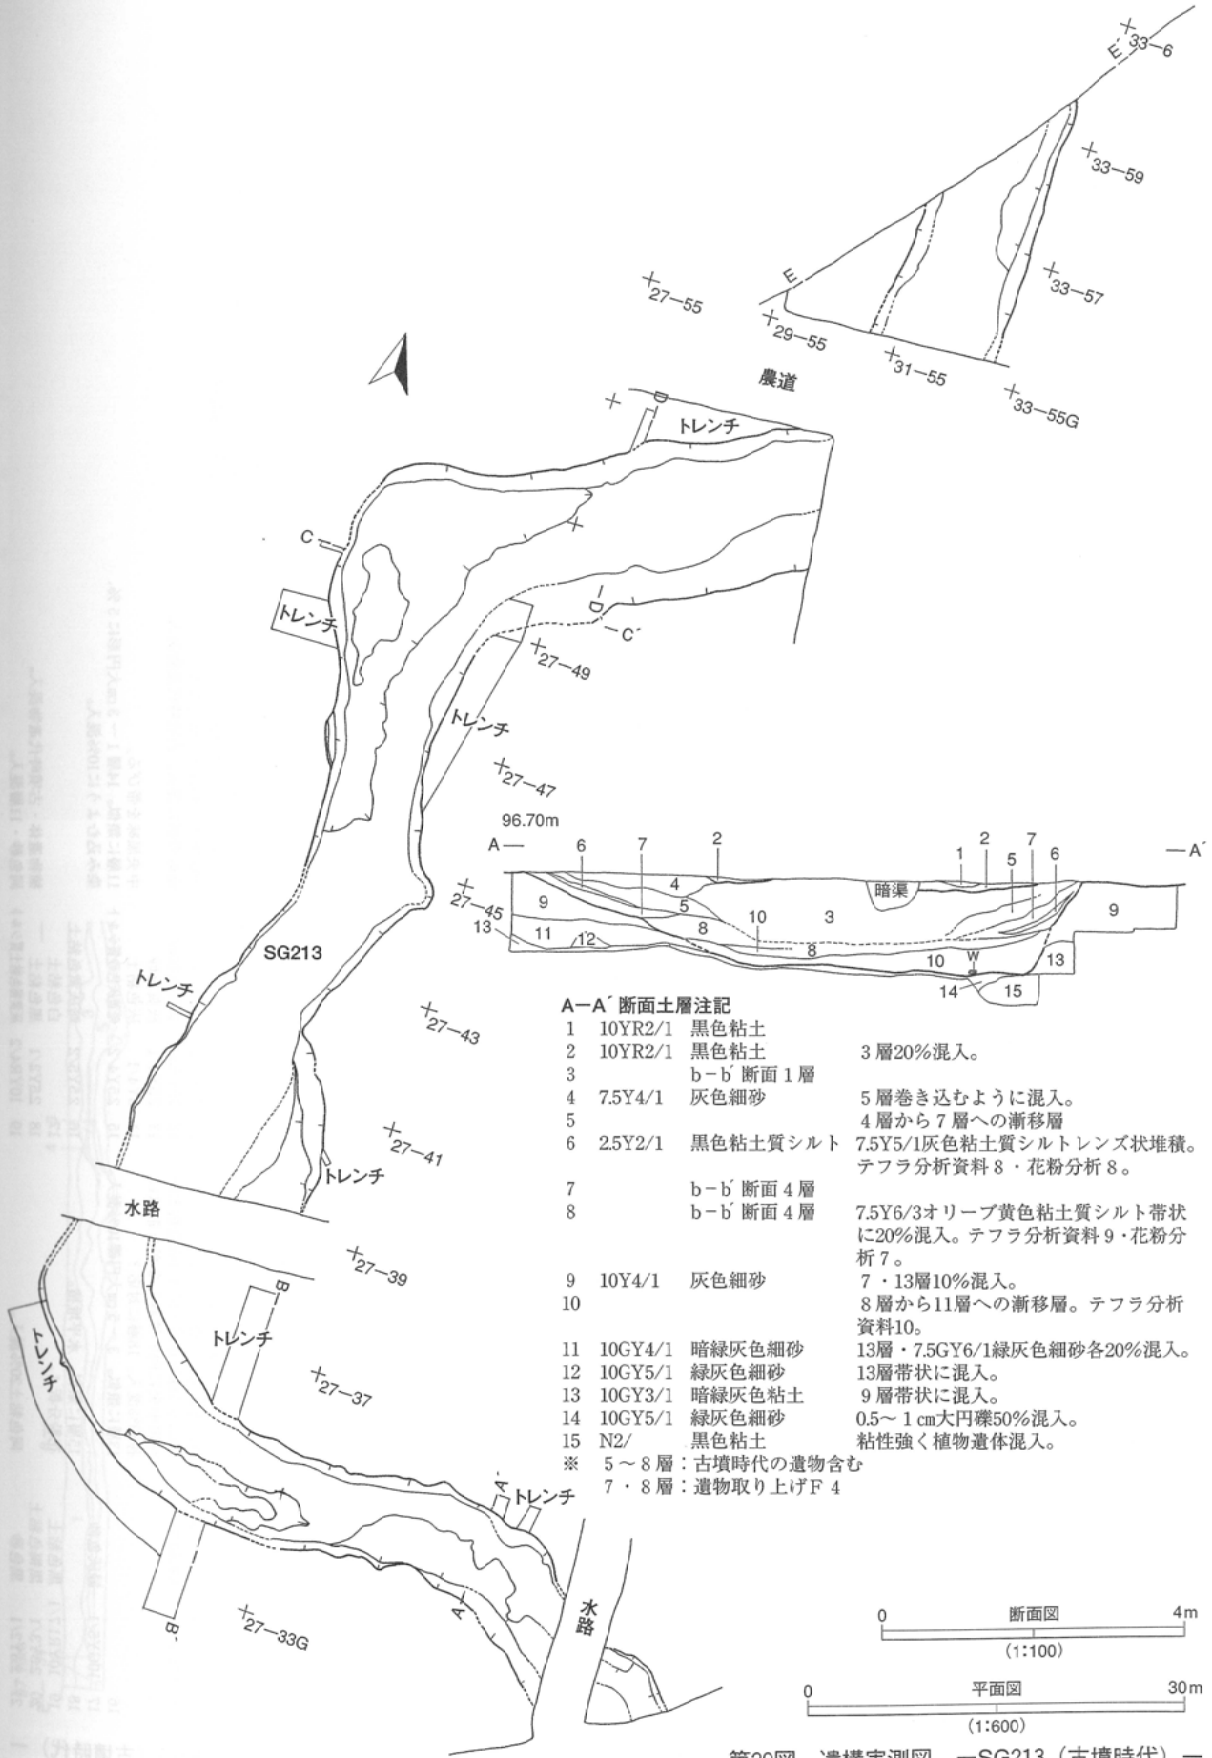 E′
33−6
33−59
33−57
E
27−55
29−55
31−55
33−55G
農道
D
トレンチ
C
トレンチ
D
C′
27−49
トレンチ
27−47
96.70m
A
6
7
2
1
2
5
7
6
A′
4
暗渠
27−45
9
5
10
3
9
13
11
12
8
8
10
W
13
SG213
14
15
トレンチ
27−43
A−A′断面土層注記
1 10YR2/1 黒色粘土
2 10YR2/1 黒色粘土 3層20%混入。
3 b−b′断面1層
4 7.5Y4/1 灰色細砂 5層巻き込むように混入。
5 4層から7層への漸移層
6 2.5Y2/1 黒色粘土質シルト 7.5Y5/1灰色粘土質シルトレンズ状堆積。
テフラ分析資料8・花粉分析8。
7 b−b′断面4層
8 b−b′断面4層 7.5Y6/3オリーブ黄色粘土質シルト帯状
に20%混入。テフラ分析資料9・花粉分
析7。
9 10Y4/1 灰色細砂 7・13層10%混入。
10 8層から11層への漸移層。テフラ分析
資料10。
11 10GY4/1 暗緑灰色細砂 13層・7.5GY6/1緑灰色細砂各20%混入。
12 10GY5/1 緑灰色細砂 13層帯状に混入。
13 10GY3/1 暗緑灰色粘土 9層帯状に混入。
14 10GY5/1 緑灰色細砂 0.5〜1㎝大円礫50%混入。
15 N2/ 黒色粘土 粘性強く植物遺体混入。
※ 5〜8層：古墳時代の遺物含む
7・8層：遺物取り上げF4
27−41
トレンチ
水路
27−39
B
トレンチ
トレンチ
27−37
A′
トレンチ
A
水路
B′
27−33G
0 断面図 4m
(1:100)
0 平面図 30m
(1:600)
遺構実測図 −SG213（古墳時代）−